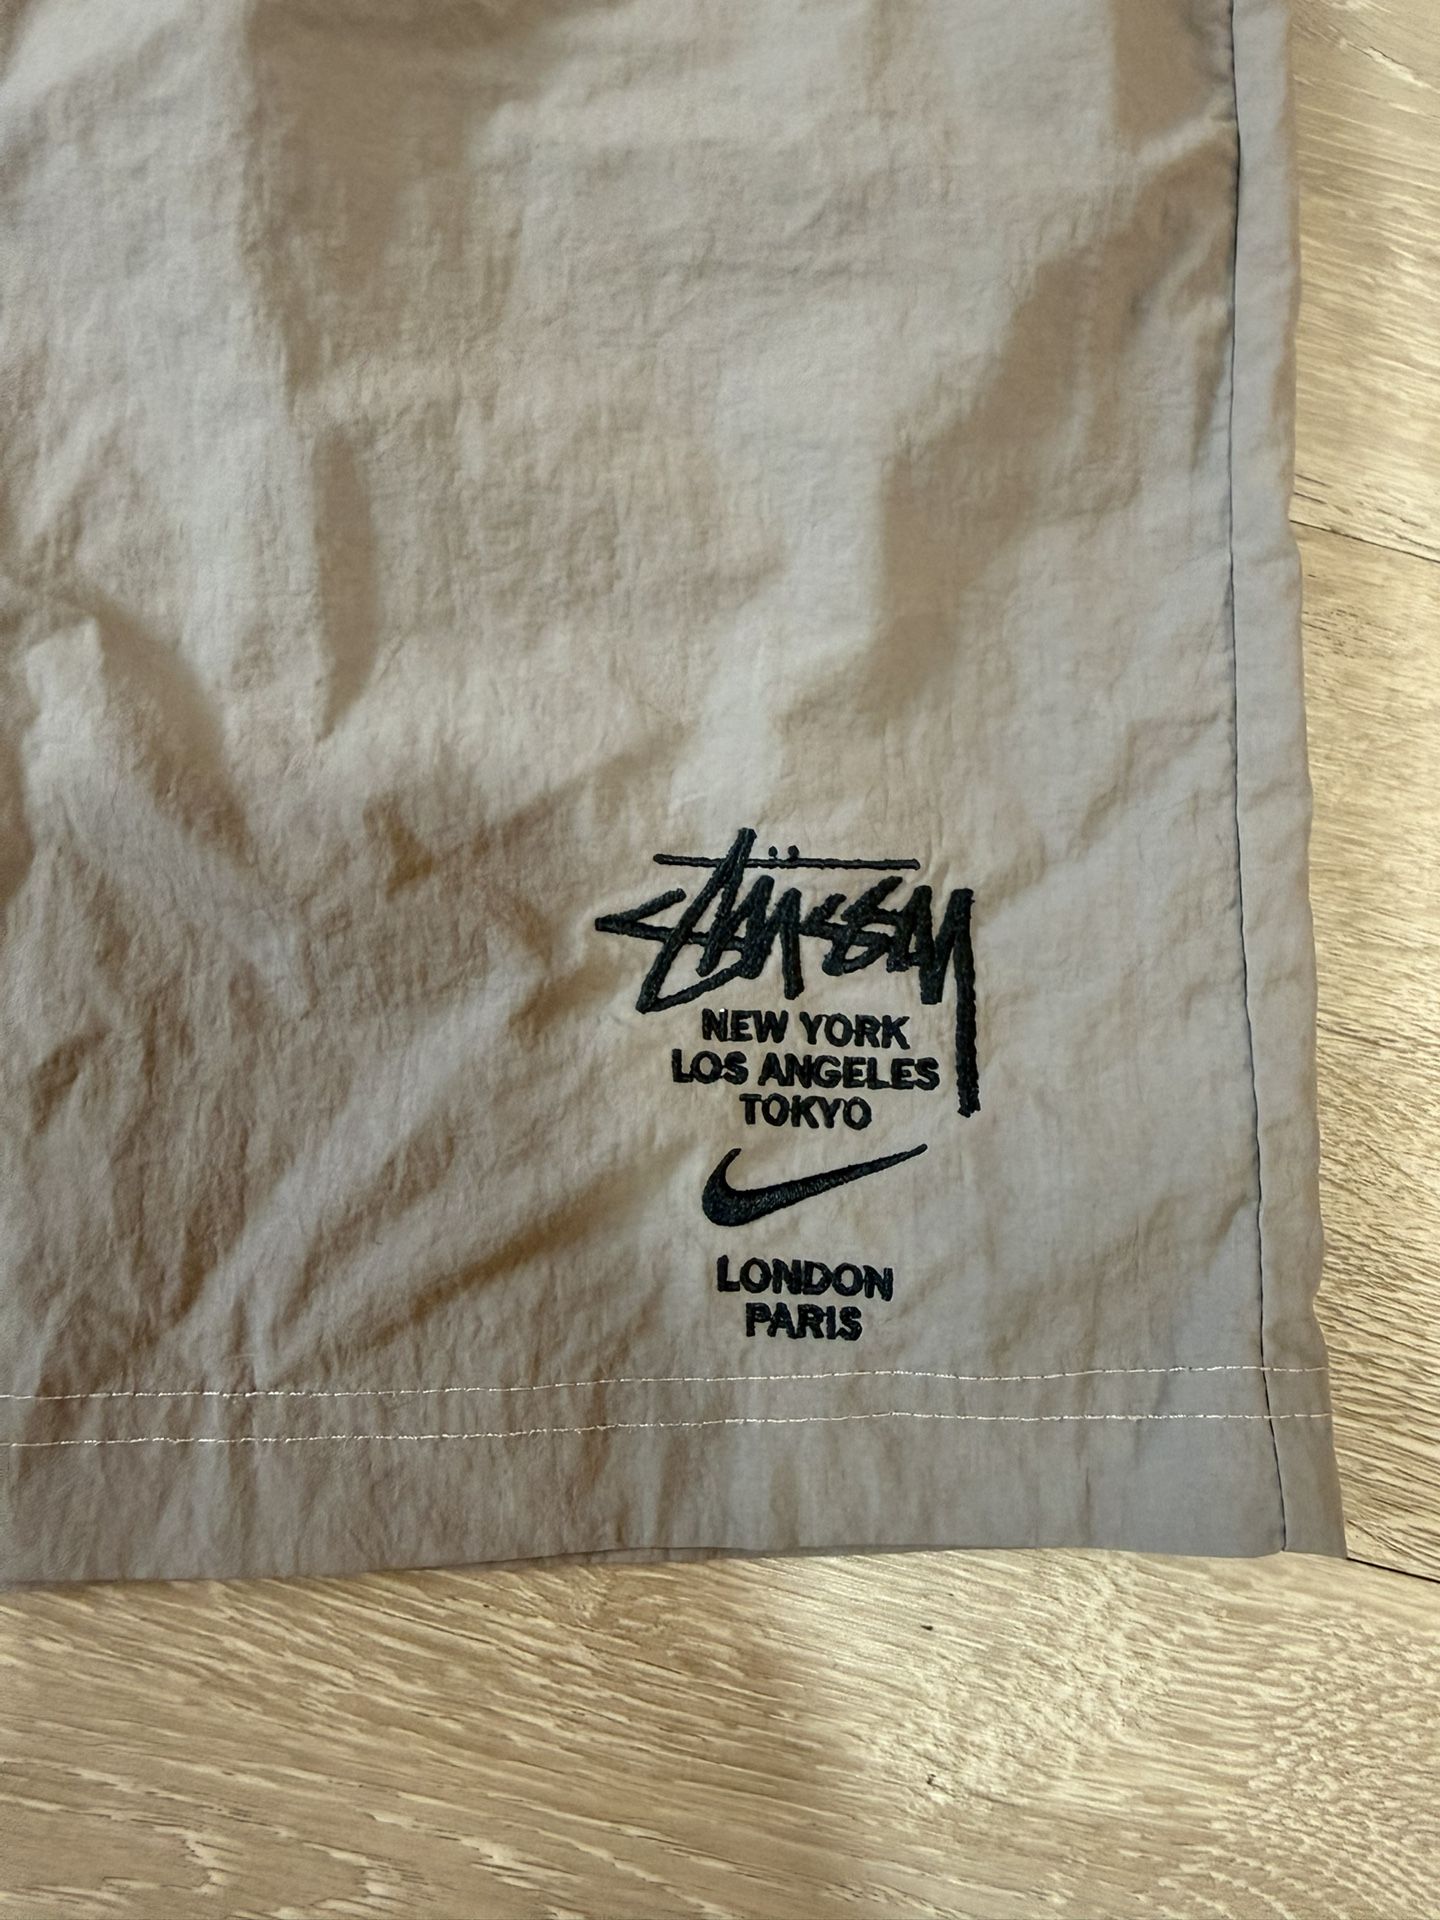 Stüssy
NEW YORK
LOS ANGELES
TOKYO
LONDON
PARIS